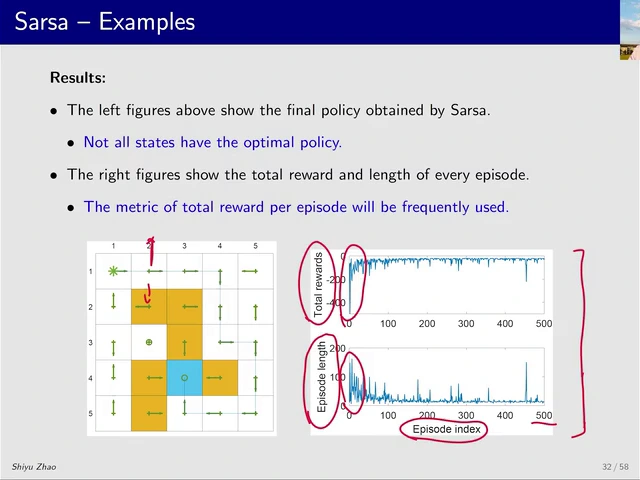 Sarsa – Examples
Results:
The left figures above show the final policy obtained by Sarsa.
Not all states have the optimal policy.
The right figures show the total reward and length of every episode.
The metric of total reward per episode will be frequently used.
1 2 3 4 5
1
2
3
4
5
Total rewards
0
-200
-400
0 100 200 300 400 500
Episode length
200
100
0
0 100 200 300 400 500
Episode index
Shiyu Zhao
32 / 58